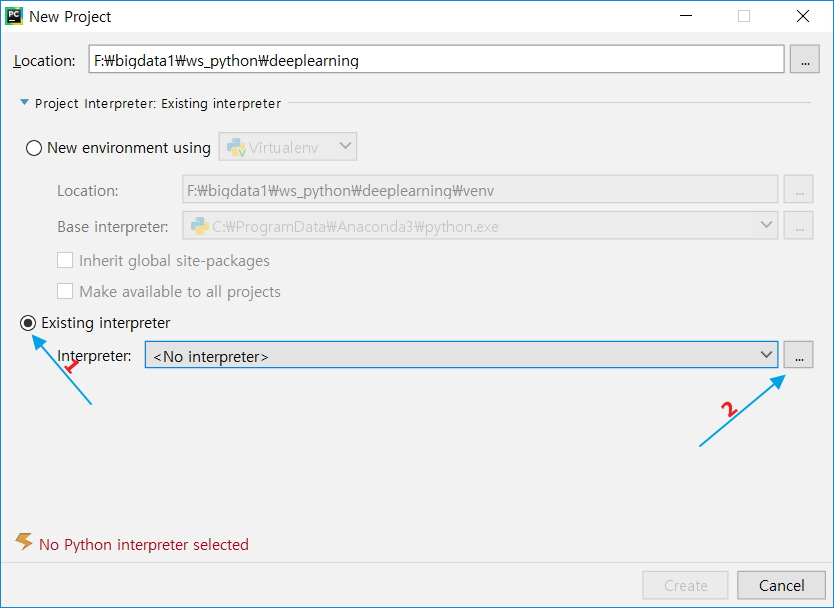 PC New Project
Location: F:₩bigdata1₩ws_python₩deeplearning ...
Project Interpreter: Existing interpreter
New environment using Virtualenv
Location: F:₩bigdata1₩ws_python₩deeplearning₩venv ...
Base interpreter: C:₩ProgramData₩Anaconda3₩python.exe ...
Inherit global site-packages
Make available to all projects
Existing interpreter
Interpreter: <No interpreter> ...
1
2
No Python interpreter selected
Create Cancel